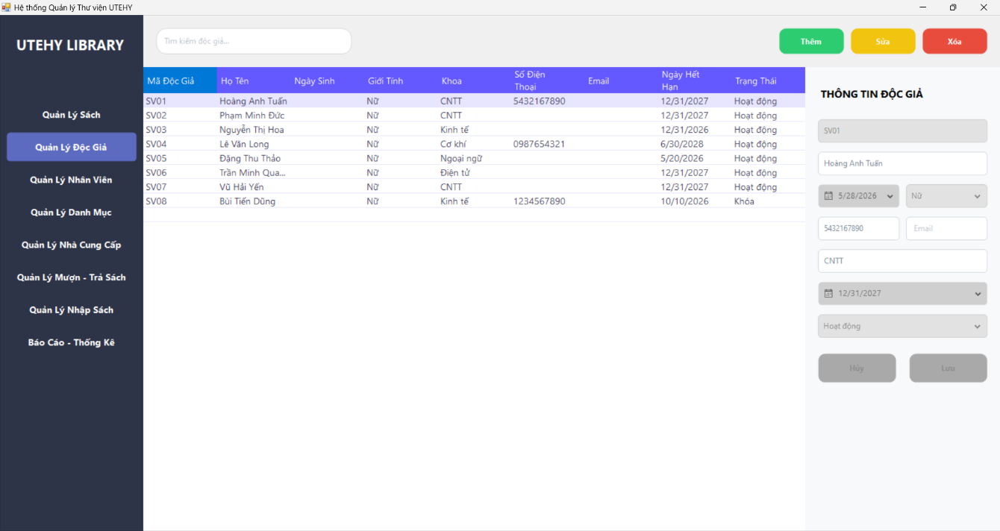 Hệ thống Quản lý Thư viện UTEHY
UTEHY LIBRARY
Quản Lý Sách
Quản Lý Độc Giả
Quản Lý Nhân Viên
Quản Lý Danh Mục
Quản Lý Nhà Cung Cấp
Quản Lý Mượn - Trả Sách
Quản Lý Nhập Sách
Báo Cáo - Thống Kê
Tìm kiếm độc giả...
Thêm Sửa Xóa
Mã Độc Giả Họ Tên Ngày Sinh Giới Tính Khoa Số Điện Thoại Email Ngày Hết Hạn Trạng Thái
SV01 Hoàng Anh Tuấn Nữ CNTT 5432167890 12/31/2027 Hoạt động
SV02 Phạm Minh Đức Nữ CNTT 12/31/2027 Hoạt động
SV03 Nguyễn Thị Hoa Nữ Kinh tế 12/31/2026 Hoạt động
SV04 Lê Văn Long Nữ Cơ khí 0987654321 6/30/2028 Hoạt động
SV05 Đặng Thu Thảo Nữ Ngoại ngữ 5/20/2026 Hoạt động
SV06 Trần Minh Qua... Nữ Điện tử 12/31/2027 Hoạt động
SV07 Vũ Hải Yến Nữ CNTT 12/31/2027 Hoạt động
SV08 Bùi Tiến Dũng Nữ Kinh tế 1234567890 10/10/2026 Khóa
THÔNG TIN ĐỘC GIẢ
SV01
Hoàng Anh Tuấn
5/28/2026 Nữ
5432167890 Email
CNTT
12/31/2027
Hoạt động
Hủy Lưu